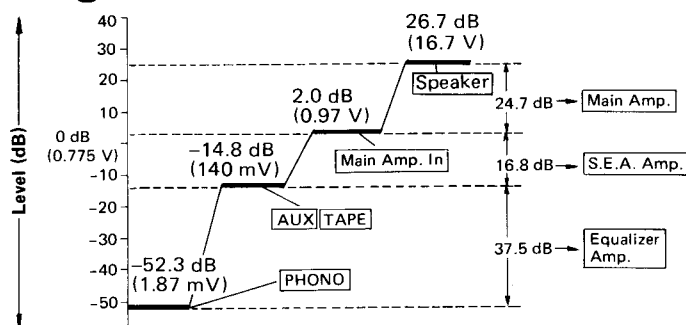 40
26.7 dB
(16.7 V)
30
20
Speaker
24.7 dB
Main Amp.
10
2.0 dB
(0.97 V)
0 dB
(0.775 V)
-14.8 dB
(140 mV)
Main Amp. In
16.8 dB
S.E.A. Amp.
-10
-20
AUX
TAPE
-30
37.5 dB
Equalizer
Amp.
-40
-52.3 dB
(1.87 mV)
PHONO
-50
Level (dB)